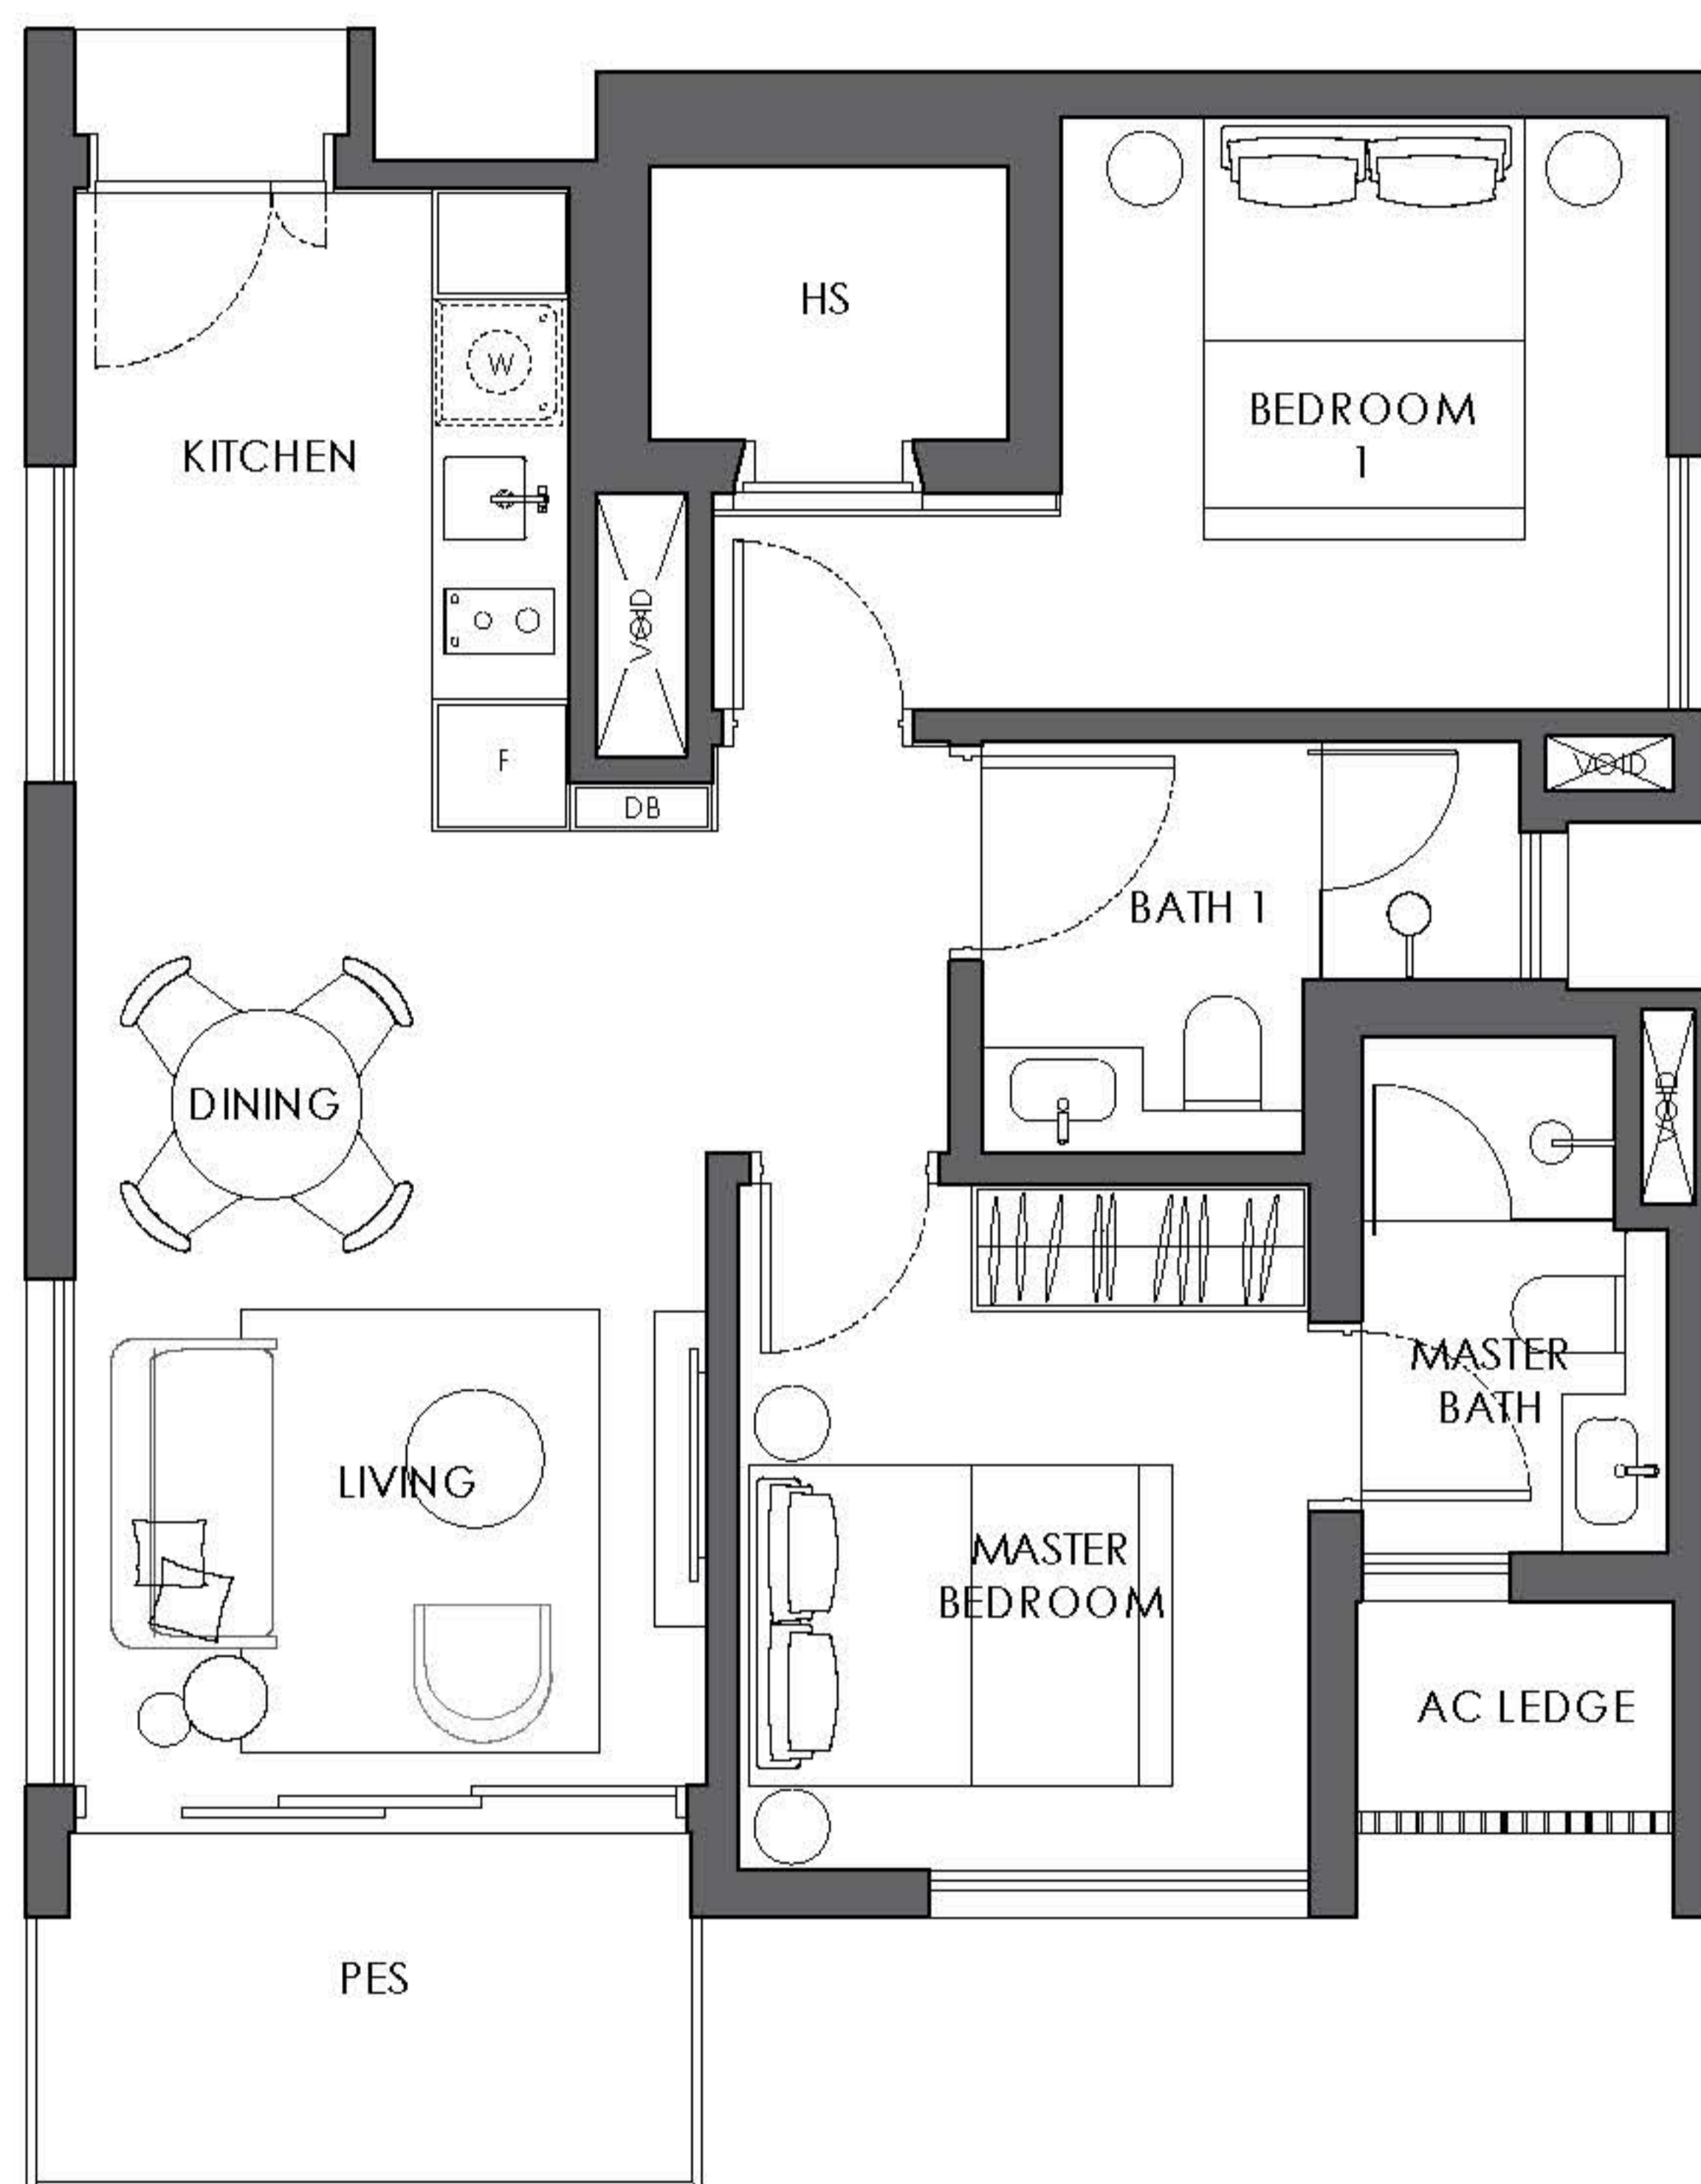 HS
W
BEDROOM
1
KITCHEN
VOID
F
DB
VOID
BATH 1
DINING
VOID
MASTER
BATH
LIVING
MASTER
BEDROOM
AC LEDGE
PES